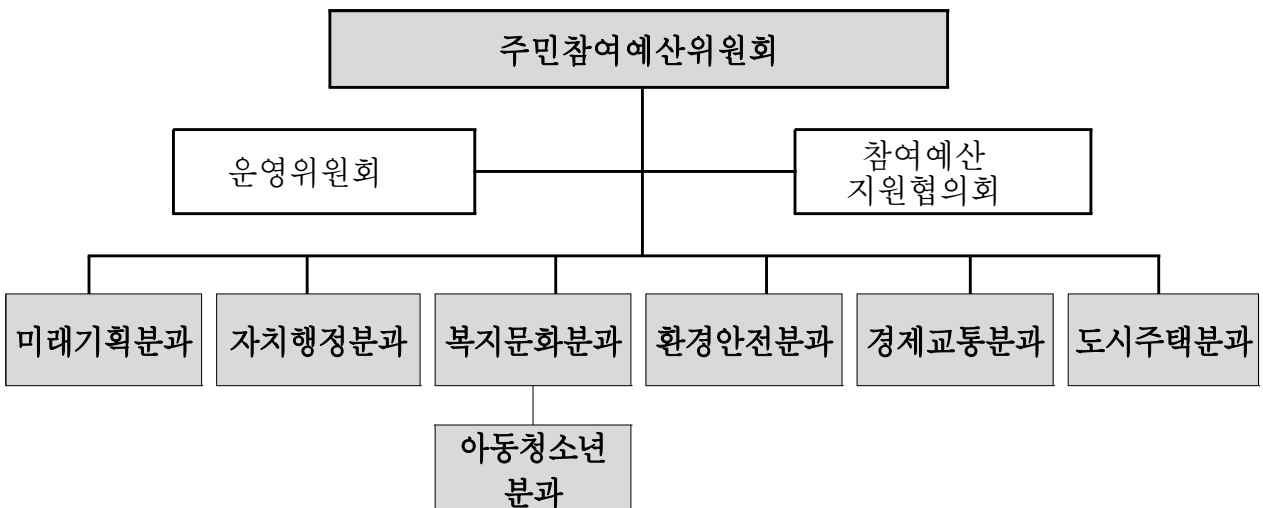 주민참여예산위원회
운영위원회
참여예산
지원협의회
미래기획분과
자치행정분과
복지문화분과
환경안전분과
경제교통분과
도시주택분과
아동청소년
분과